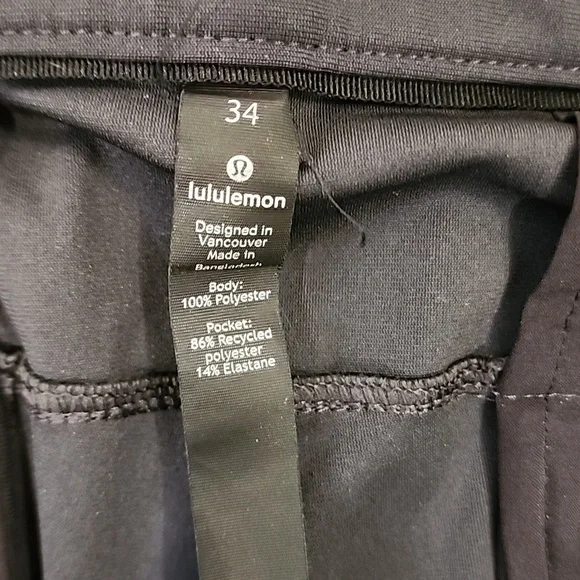 34
lululemon
Designed in
Vancouver
Made in
Bangladesh
Body:
100% Polyester
Pocket:
86% Recycled
polyester
14% Elastane